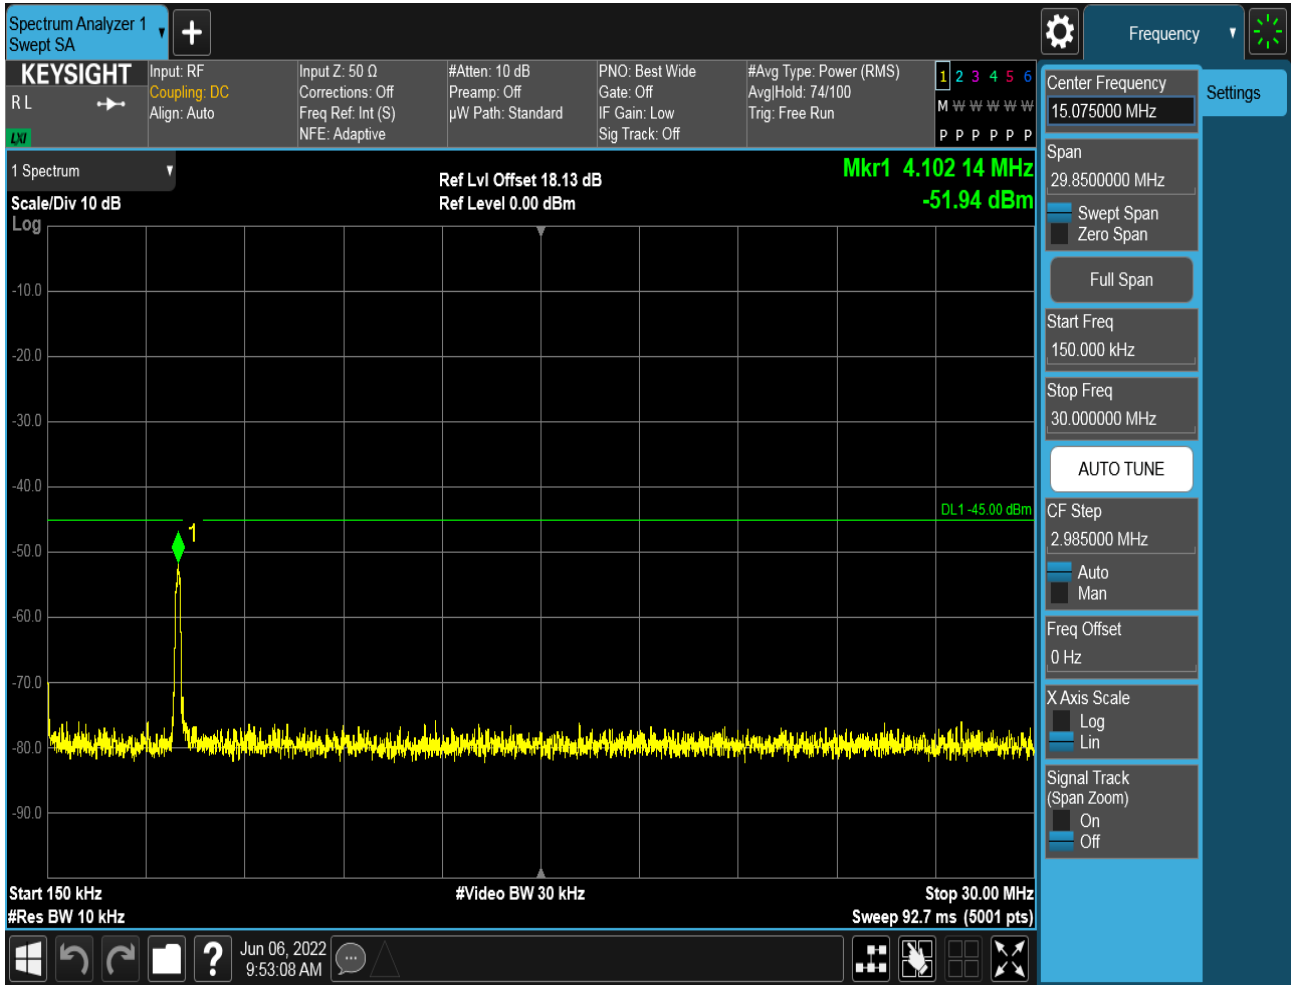 Spectrum Analyzer 1
Swept SA
Frequency
KEYSIGHT
R L
LXI
Input: RF
Coupling: DC
Align: Auto
Input Z: 50 Ω
Corrections: Off
Freq Ref: Int (S)
NFE: Adaptive
#Atten: 10 dB
Preamp: Off
µW Path: Standard
PNO: Best Wide
Gate: Off
IF Gain: Low
Sig Track: Off
#Avg Type: Power (RMS)
Avg|Hold: 74/100
Trig: Free Run
1 2 3 4 5 6
M W W W W W
P P P P P P
1 Spectrum
Scale/Div 10 dB
Log
Ref Lvl Offset 18.13 dB
Ref Level 0.00 dBm
Mkr1 4.102 14 MHz
-51.94 dBm
-10.0
-20.0
-30.0
-40.0
DL1 -45.00 dBm
1
-50.0
-60.0
-70.0
-80.0
-90.0
Start 150 kHz
#Res BW 10 kHz
#Video BW 30 kHz
Stop 30.00 MHz
Sweep 92.7 ms (5001 pts)
Center Frequency
15.075000 MHz
Settings
Span
29.8500000 MHz
Swept Span
Zero Span
Full Span
Start Freq
150.000 kHz
Stop Freq
30.000000 MHz
AUTO TUNE
CF Step
2.985000 MHz
Auto
Man
Freq Offset
0 Hz
X Axis Scale
Log
Lin
Signal Track
(Span Zoom)
On
Off
?
Jun 06, 2022
9:53:08 AM